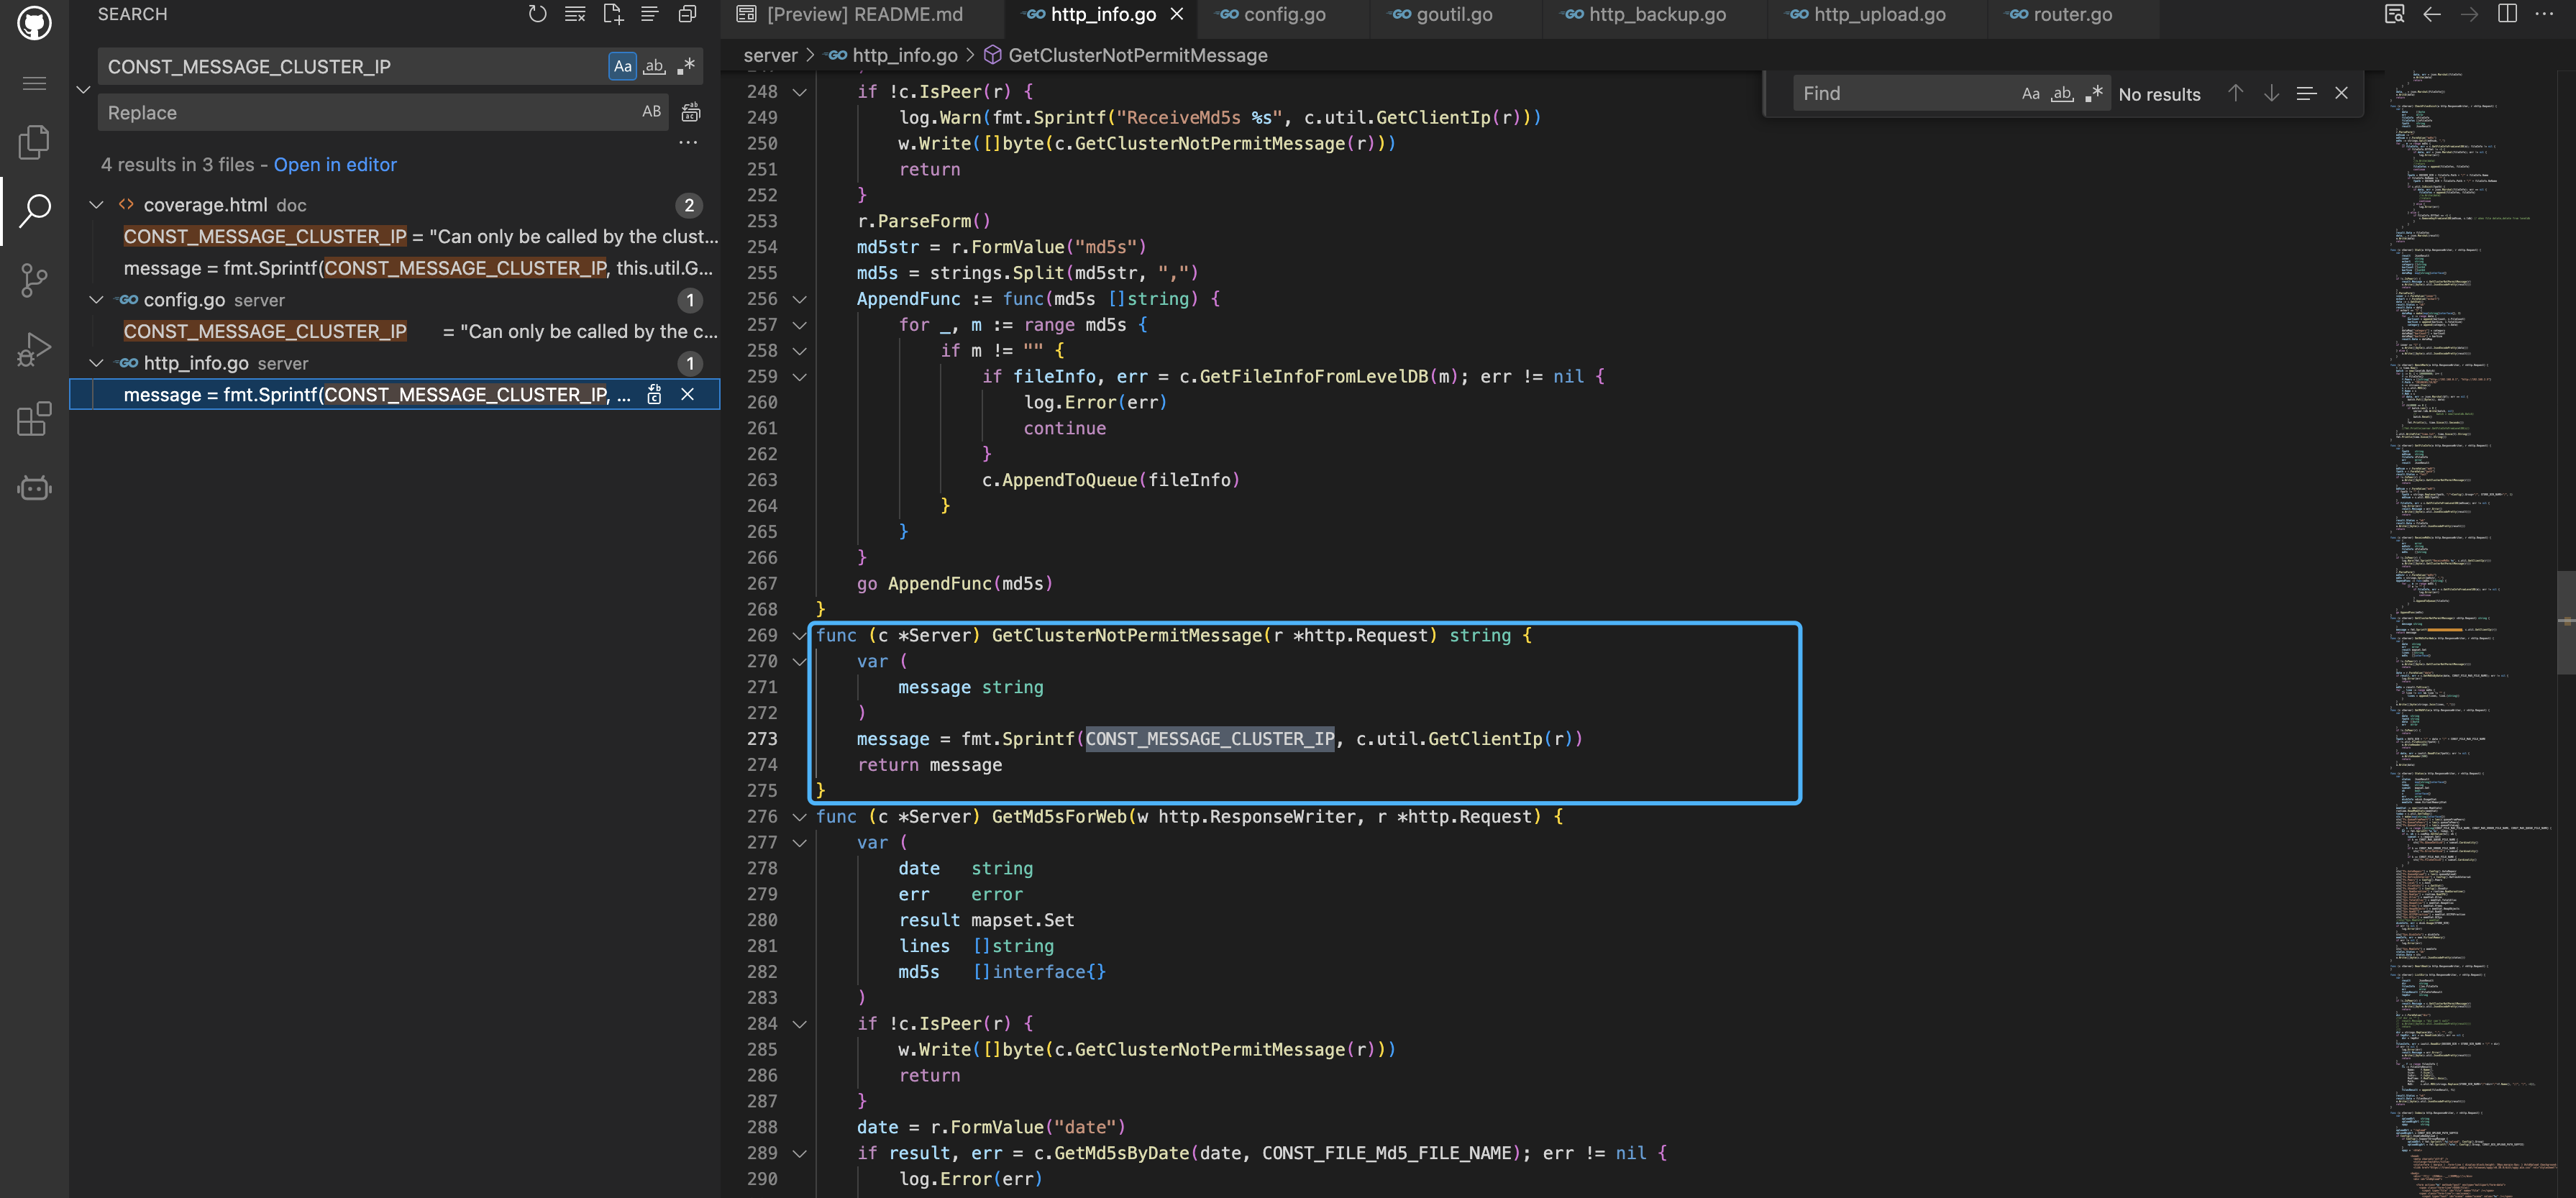 SEARCH
CONST_MESSAGE_CLUSTER_IP
Aa
ab
Replace
AB
4 results in 3 files - Open in editor
coverage.html doc
2
CONST_MESSAGE_CLUSTER_IP = "Can only be called by the clust...
message = fmt.Sprintf(CONST_MESSAGE_CLUSTER_IP, this.util.G...
config.go server
1
CONST_MESSAGE_CLUSTER_IP = "Can only be called by the c...
http_info.go server
1
message = fmt.Sprintf(CONST_MESSAGE_CLUSTER_IP, ...
[Preview] README.md
http_info.go
config.go
goutil.go
http_backup.go
http_upload.go
router.go
server > http_info.go > GetClusterNotPermitMessage
Find
Aa
ab
No results
248 if !c.IsPeer(r) {
249 log.Warn(fmt.Sprintf("ReceiveMd5s %s", c.util.GetClientIp(r)))
250 w.Write([]byte(c.GetClusterNotPermitMessage(r)))
251 return
252 }
253 r.ParseForm()
254 md5str = r.FormValue("md5s")
255 md5s = strings.Split(md5str, ",")
256 AppendFunc := func(md5s []string) {
257 for _, m := range md5s {
258 if m != "" {
259 if fileInfo, err = c.GetFileInfoFromLevelDB(m); err != nil {
260 log.Error(err)
261 continue
262 }
263 c.AppendToQueue(fileInfo)
264 }
265 }
266 }
267 go AppendFunc(md5s)
268 }
269 func (c *Server) GetClusterNotPermitMessage(r *http.Request) string {
270 var (
271 message string
272 )
273 message = fmt.Sprintf(CONST_MESSAGE_CLUSTER_IP, c.util.GetClientIp(r))
274 return message
275 }
276 func (c *Server) GetMd5sForWeb(w http.ResponseWriter, r *http.Request) {
277 var (
278 date string
279 err error
280 result mapset.Set
281 lines []string
282 md5s []interface{}
283 )
284 if !c.IsPeer(r) {
285 w.Write([]byte(c.GetClusterNotPermitMessage(r)))
286 return
287 }
288 date = r.FormValue("date")
289 if result, err = c.GetMd5sByDate(date, CONST_FILE_Md5_FILE_NAME); err != nil {
290 log.Error(err)